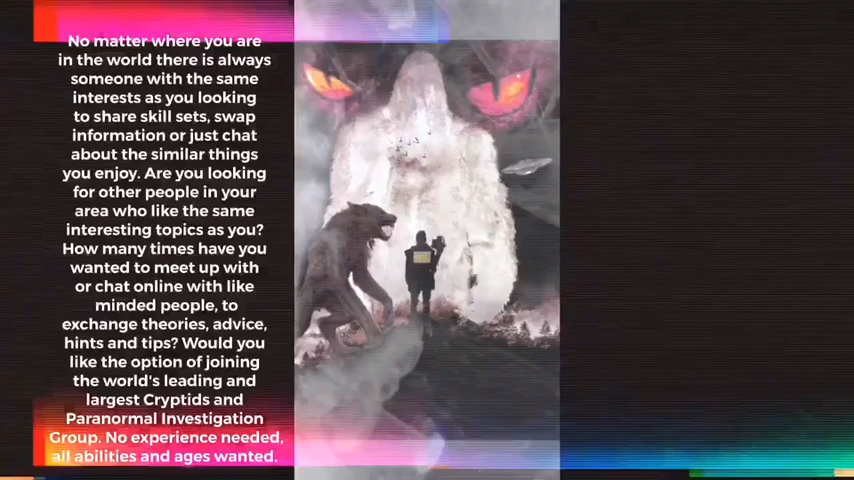 No matter where you are
in the world there is always
someone with the same
interests as you looking
to share skill sets, swap
information or just chat
about the similar things
you enjoy. Are you looking
for other people in your
area who like the same
interesting topics as you?
How many times have you
wanted to meet up with
or chat online with like
minded people, to
exchange theories, advice,
hints and tips? Would you
like the option of joining
the world's leading and
largest Cryptids and
Paranormal Investigation
Group. No experience needed,
all abilities and ages wanted.